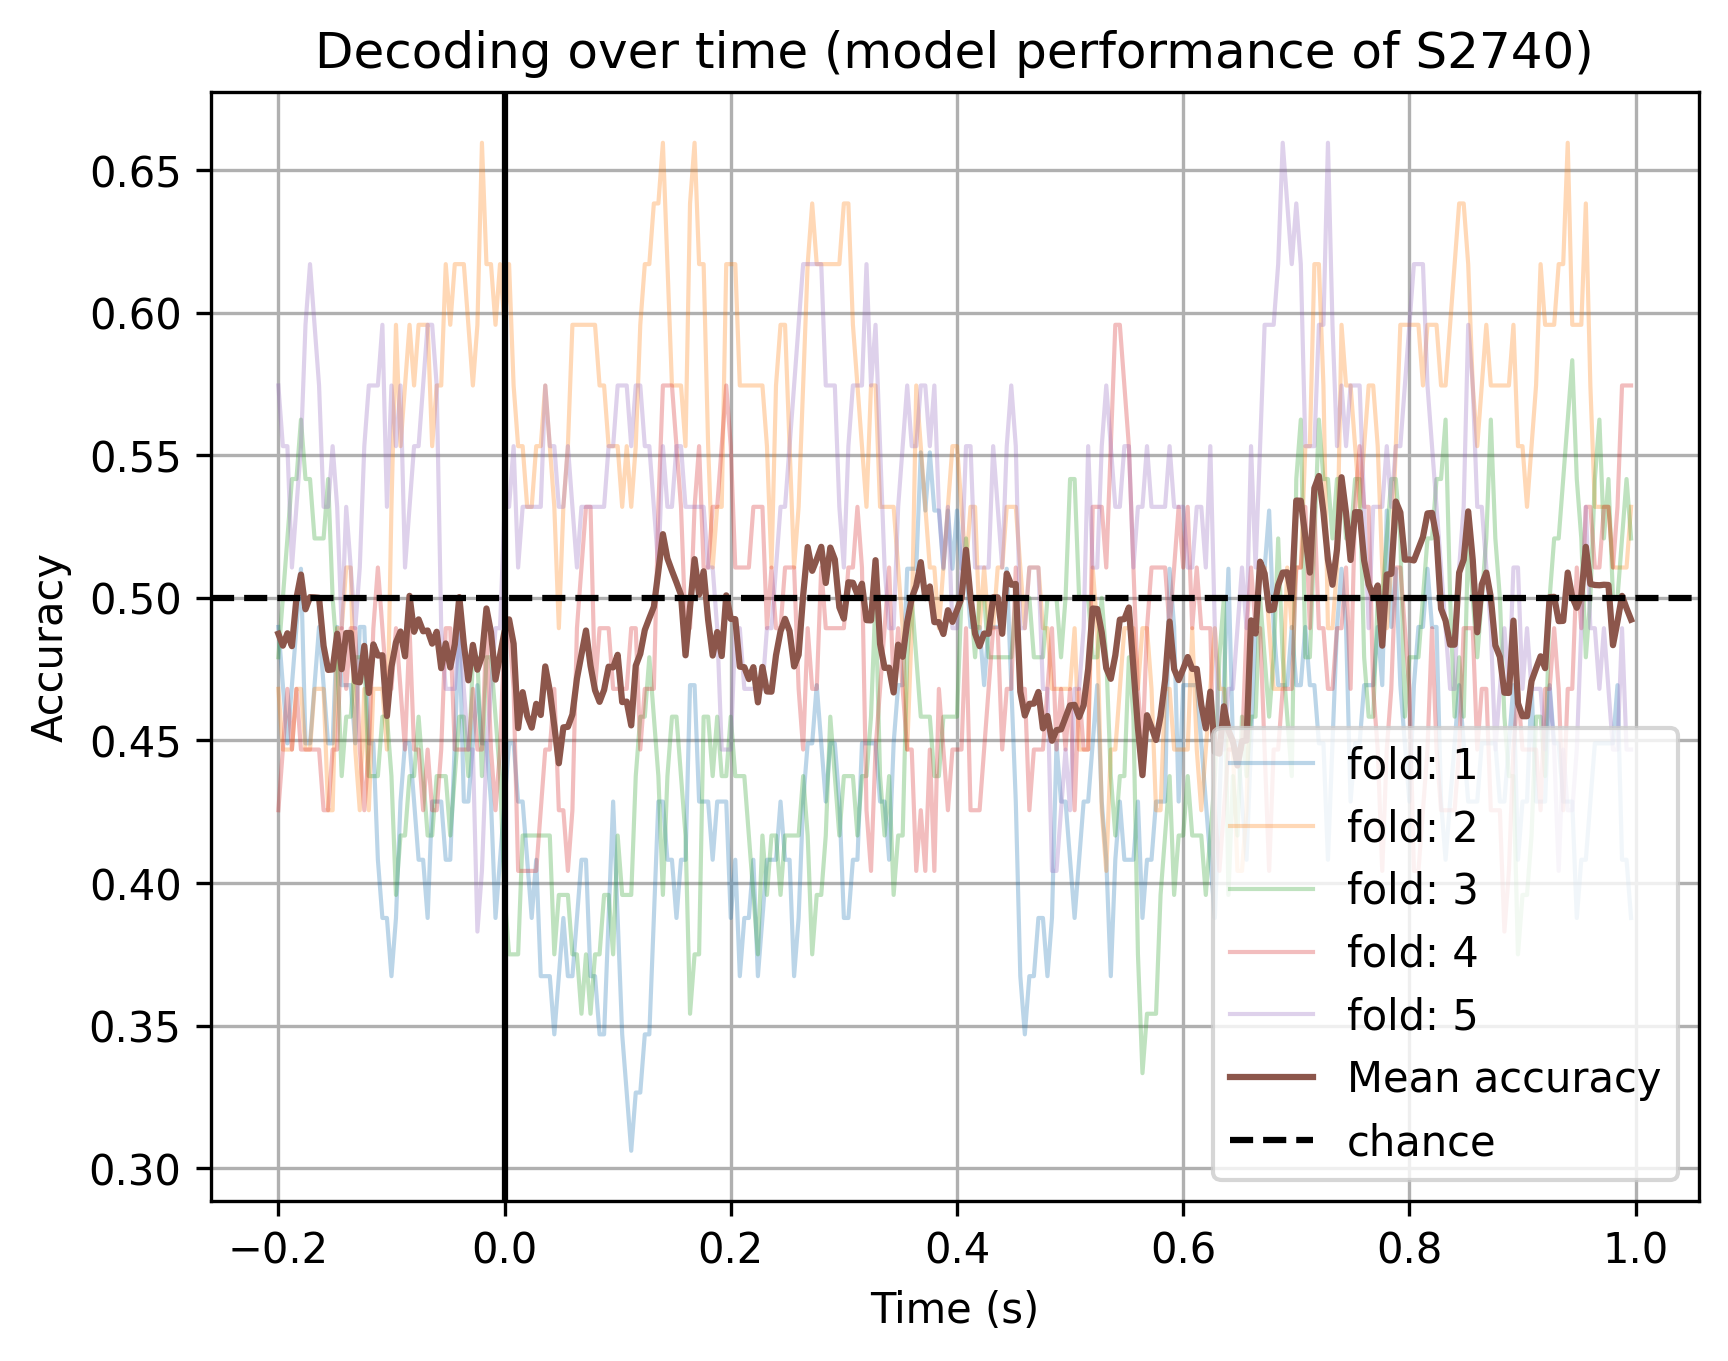 Decoding over time (model performance of S2740)
Accuracy
0.65
0.60
0.55
0.50
0.45
0.40
0.35
0.30
fold: 1
fold: 2
fold: 3
fold: 4
fold: 5
Mean accuracy
chance
−0.2 0.0 0.2 0.4 0.6 0.8 1.0
Time (s)